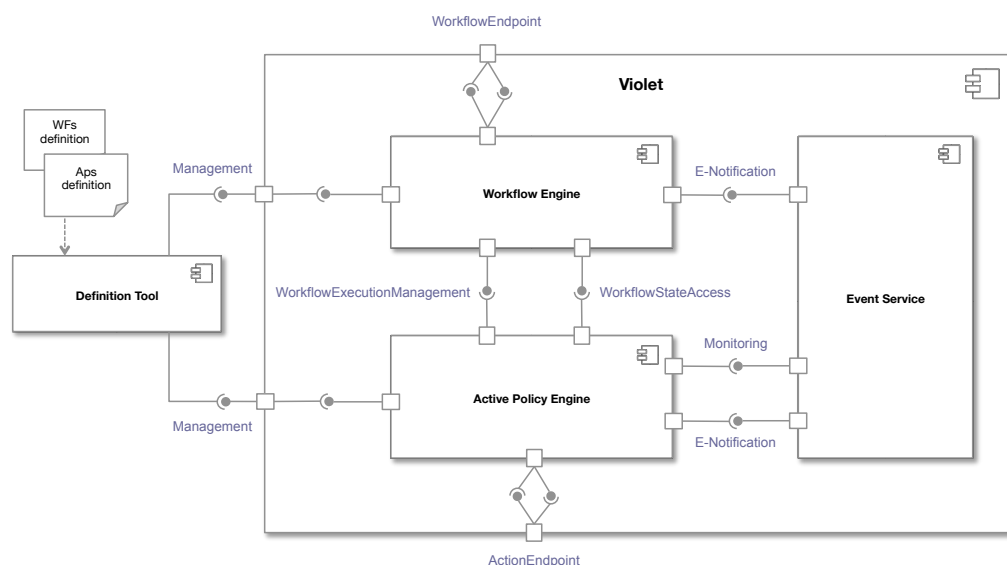 WorkflowEndpoint
Violet
WFs
definition
Aps
definition
Management
Workflow Engine
E-Notification
Definition Tool
WorkflowExecutionManagement
WorkflowStateAccess
Event Service
Monitoring
Active Policy Engine
Management
E-Notification
ActionEndpoint